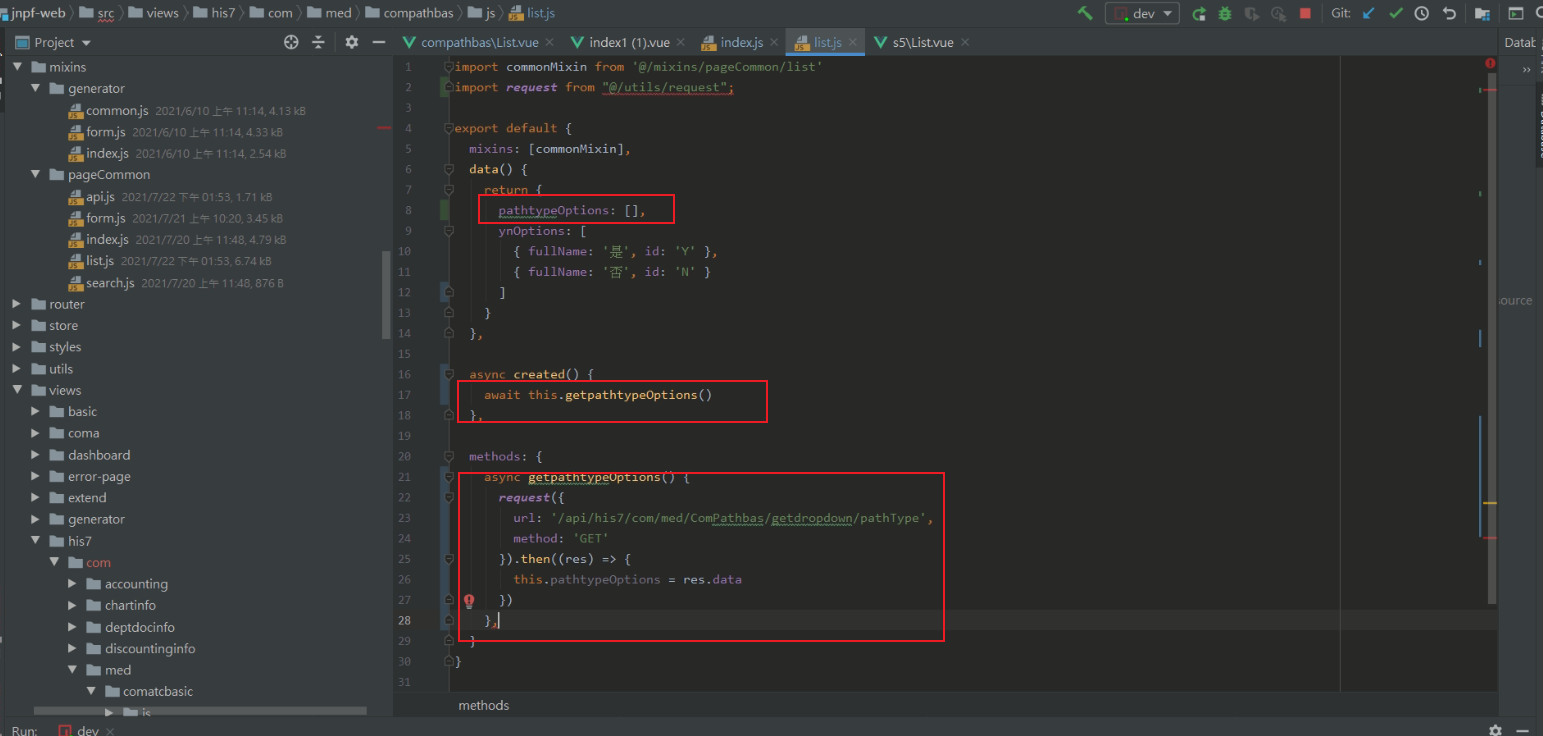 jnpf-web src views his7 com med compathbas js list.js dev Git:
Project compathbas\List.vue index1 (1).vue index.js list.js s5\List.vue Datab
mixins
generator
common.js 2021/6/10 上午 11:14, 4.13 kB
form.js 2021/6/10 上午 11:14, 4.33 kB
index.js 2021/6/10 上午 11:14, 2.54 kB
pageCommon
api.js 2021/7/22 下午 01:53, 1.71 kB
form.js 2021/7/21 上午 10:20, 3.45 kB
index.js 2021/7/20 上午 11:48, 4.79 kB
list.js 2021/7/22 下午 01:53, 6.74 kB
search.js 2021/7/20 上午 11:48, 876 B
router
store
styles
utils
views
basic
coma
dashboard
error-page
extend
generator
his7
com
accounting
chartinfo
deptdocinfo
discountinginfo
med
comatcbasic
js
1 import commonMixin from '@/mixins/pageCommon/list'
2 import request from "@/utils/request";
3
4 export default {
5 mixins: [commonMixin],
6 data() {
7 return {
8 pathtypeOptions: [],
9 ynOptions: [
10 { fullName: '是', id: 'Y' },
11 { fullName: '否', id: 'N' }
12 ]
13 }
14 },
15
16 async created() {
17 await this.getpathtypeOptions()
18 },
19
20 methods: {
21 async getpathtypeOptions() {
22 request({
23 url: '/api/his7/com/med/ComPathbas/getdropdown/pathType',
24 method: 'GET'
25 }).then((res) => {
26 this.pathtypeOptions = res.data
27 })
28 },
29 }
30 }
31
methods
ource
Run: dev